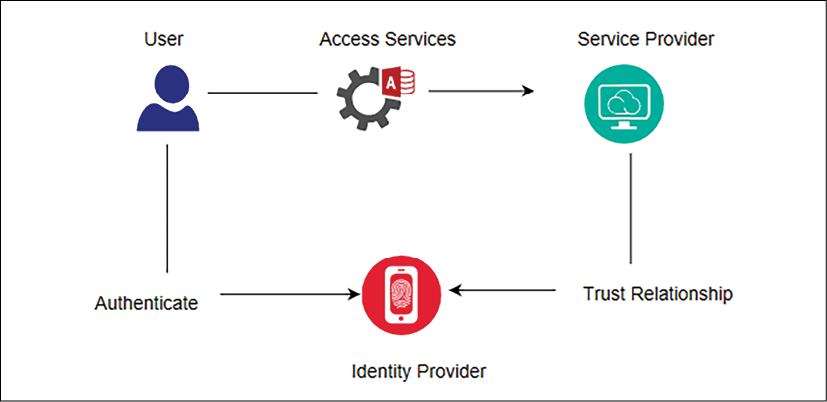 User
Access Services
Service Provider
A
Authenticate
Trust Relationship
Identity Provider